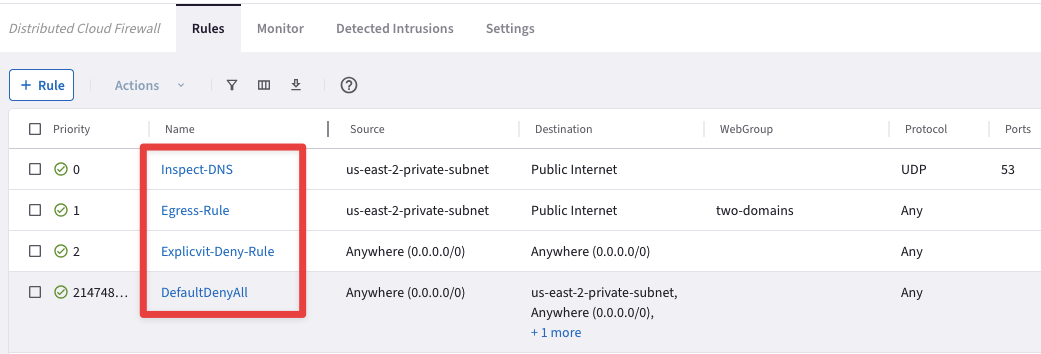 Distributed Cloud Firewall Rules Monitor Detected Intrusions Settings
+ Rule Actions
Priority Name Source Destination WebGroup Protocol Ports
0 Inspect-DNS us-east-2-private-subnet Public Internet UDP 53
1 Egress-Rule us-east-2-private-subnet Public Internet two-domains Any
2 Explicvit-Deny-Rule Anywhere (0.0.0.0/0) Anywhere (0.0.0.0/0) Any
214748… DefaultDenyAll Anywhere (0.0.0.0/0) us-east-2-private-subnet, Any
Anywhere (0.0.0.0/0),
+ 1 more